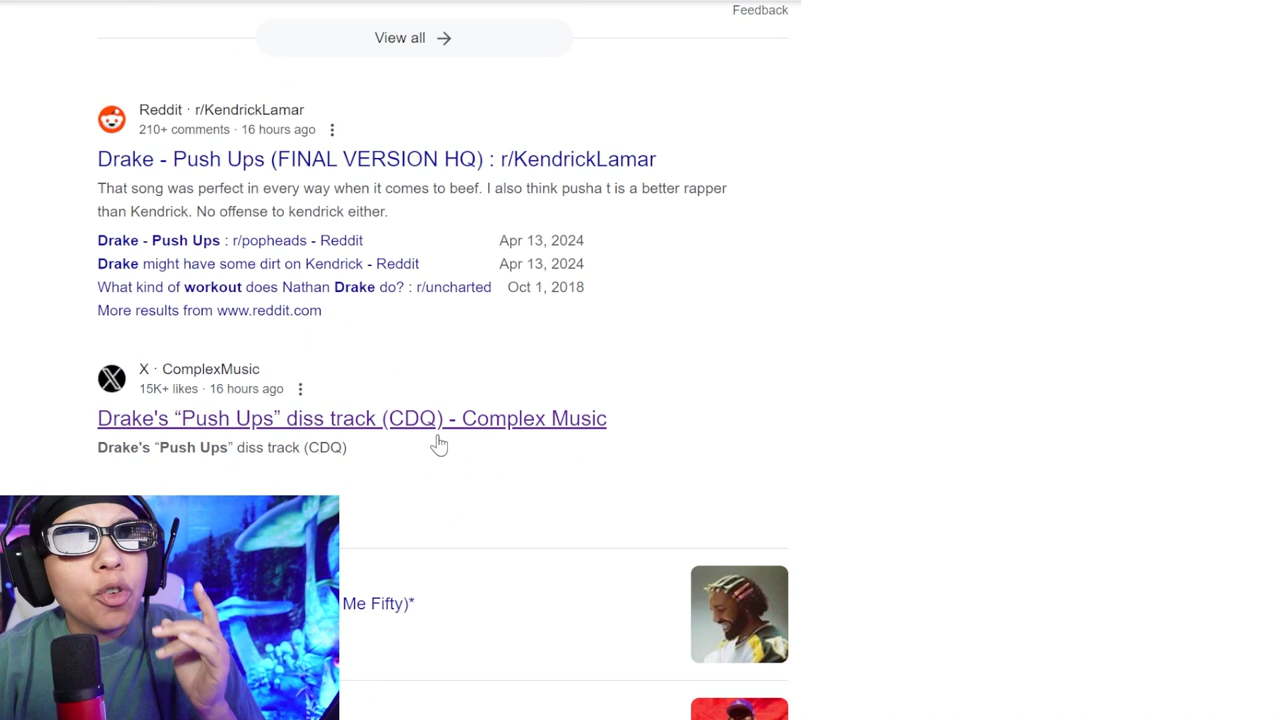 Feedback
View all
Reddit · r/KendrickLamar
210+ comments · 16 hours ago
Drake - Push Ups (FINAL VERSION HQ) : r/KendrickLamar
That song was perfect in every way when it comes to beef. I also think pusha t is a better rapper
than Kendrick. No offense to kendrick either.
Drake - Push Ups : r/popheads - Reddit Apr 13, 2024
Drake might have some dirt on Kendrick - Reddit Apr 13, 2024
What kind of workout does Nathan Drake do? : r/uncharted Oct 1, 2018
More results from www.reddit.com
X · ComplexMusic
15K+ likes · 16 hours ago
Drake's “Push Ups” diss track (CDQ) - Complex Music
Drake's “Push Ups” diss track (CDQ)
Me Fifty)*